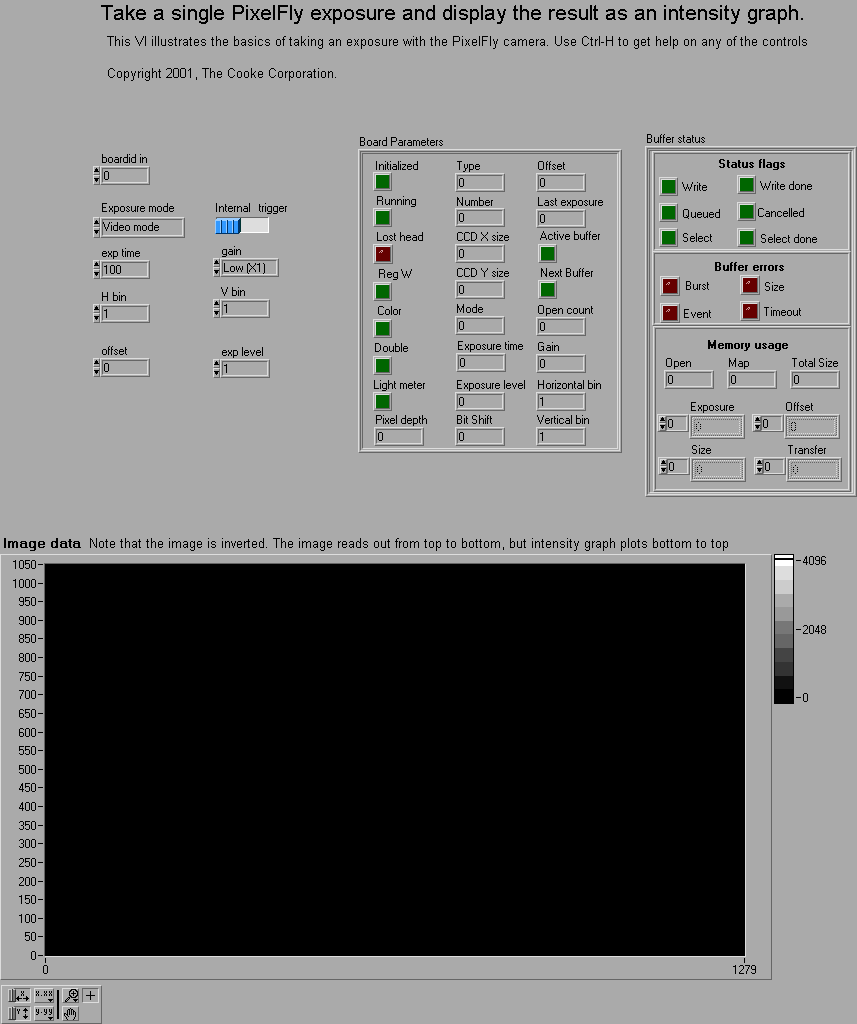 Take a single PixelFly exposure and display the result as an intensity graph.
This VI illustrates the basics of taking an exposure with the PixelFly camera. Use Ctrl-H to get help on any of the controls
Copyright 2001, The Cooke Corporation.
boardid in
0
Exposure mode
Video mode
Internal trigger
exp time
100
gain
Low (X1)
H bin
1
V bin
1
offset
0
exp level
1
Board Parameters
Initialized
Type
0
Offset
0
Running
Number
0
Last exposure
0
Lost head
CCD X size
0
Active buffer
Reg W
CCD Y size
0
Next Buffer
Color
Mode
0
Open count
0
Double
Exposure time
0
Gain
0
Light meter
Exposure level
0
Horizontal bin
1
Pixel depth
0
Bit Shift
0
Vertical bin
1
Buffer status
Status flags
Write
Write done
Queued
Cancelled
Select
Select done
Buffer errors
Burst
Size
Event
Timeout
Memory usage
Open
0
Map
0
Total Size
0
Exposure
0 0
Offset
0 0
Size
0 0
Transfer
0 0
Image data Note that the image is inverted. The image reads out from top to bottom, but intensity graph plots bottom to top
1050
1000
950
900
850
800
750
700
650
600
550
500
450
400
350
300
250
200
150
100
50
0
0 1279
4096
2048
0
X x.xx
Y y.yy